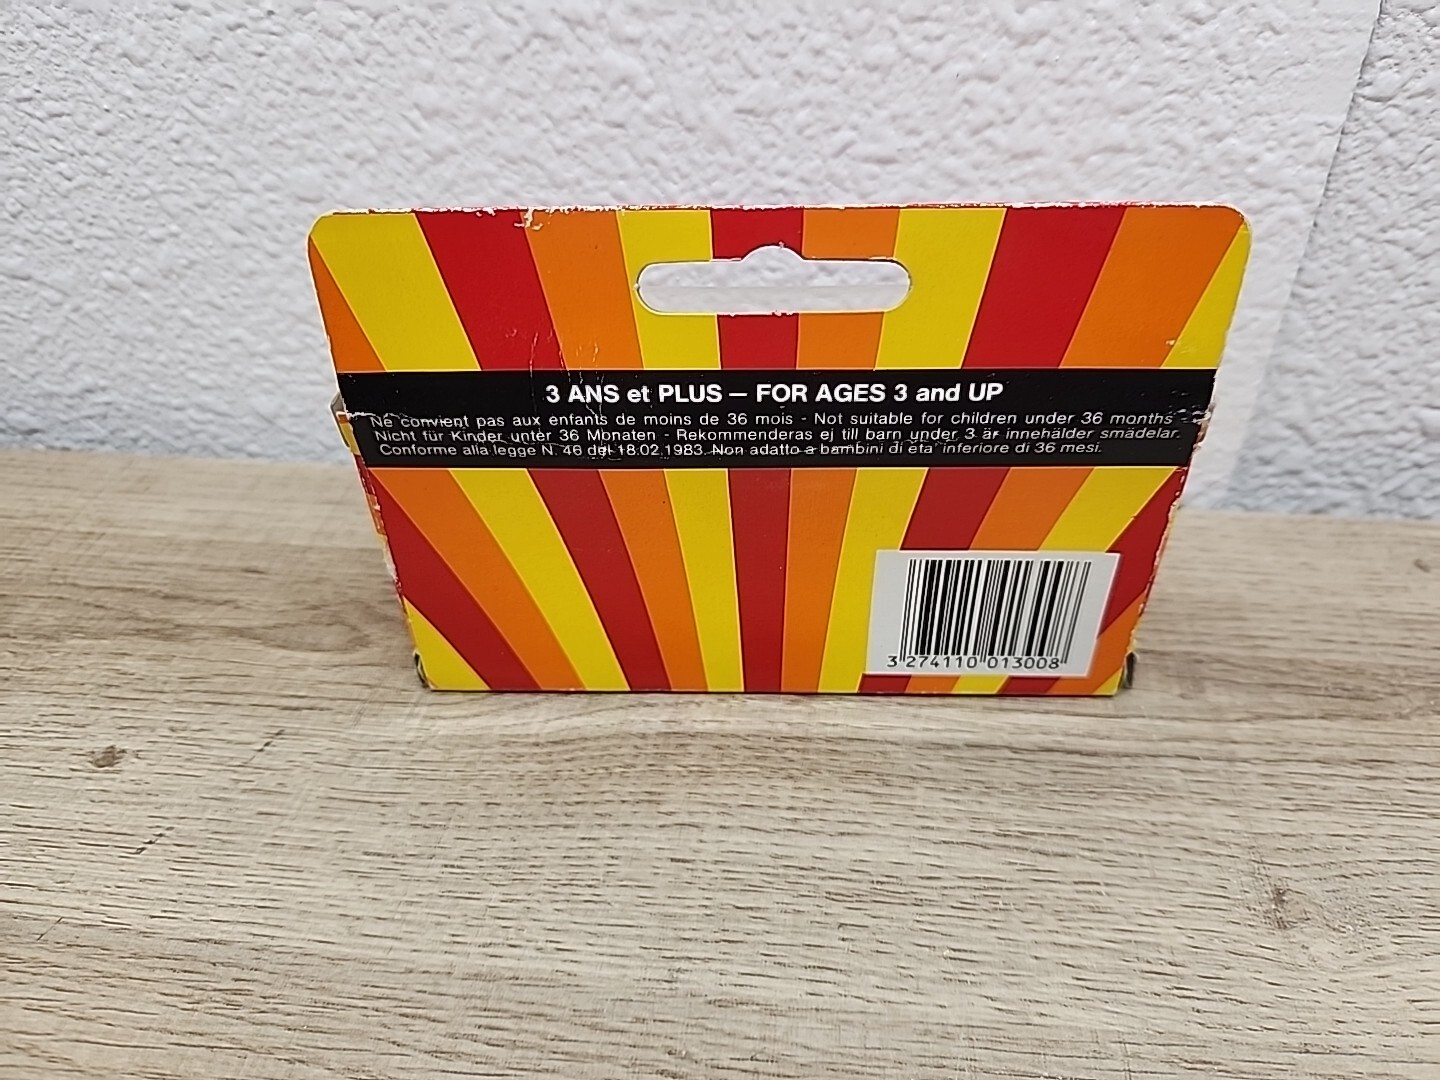 3 ANS et PLUS – FOR AGES 3 and UP
Ne convient pas aux enfants de moins de 36 mois - Not suitable for children under 36 months
Nicht für Kinder unter 36 Monaten - Rekommenderas ej till barn under 3 år innehälder smädelar.
Conforme alla legge N. 46 del 18.02.1983. Non adatto a bambini di eta' inferiore di 36 mesi.
3 274110 013008